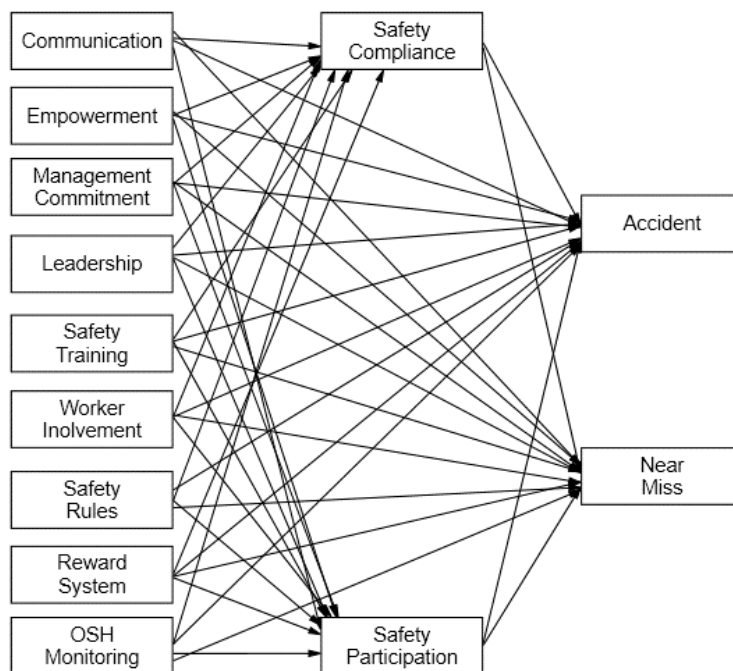 Communication
Empowerment
Management
Commitment
Leadership
Safety
Training
Worker
Inolvement
Safety
Rules
Reward
System
OSH
Monitoring
Safety
Compliance
Safety
Participation
Accident
Near
Miss